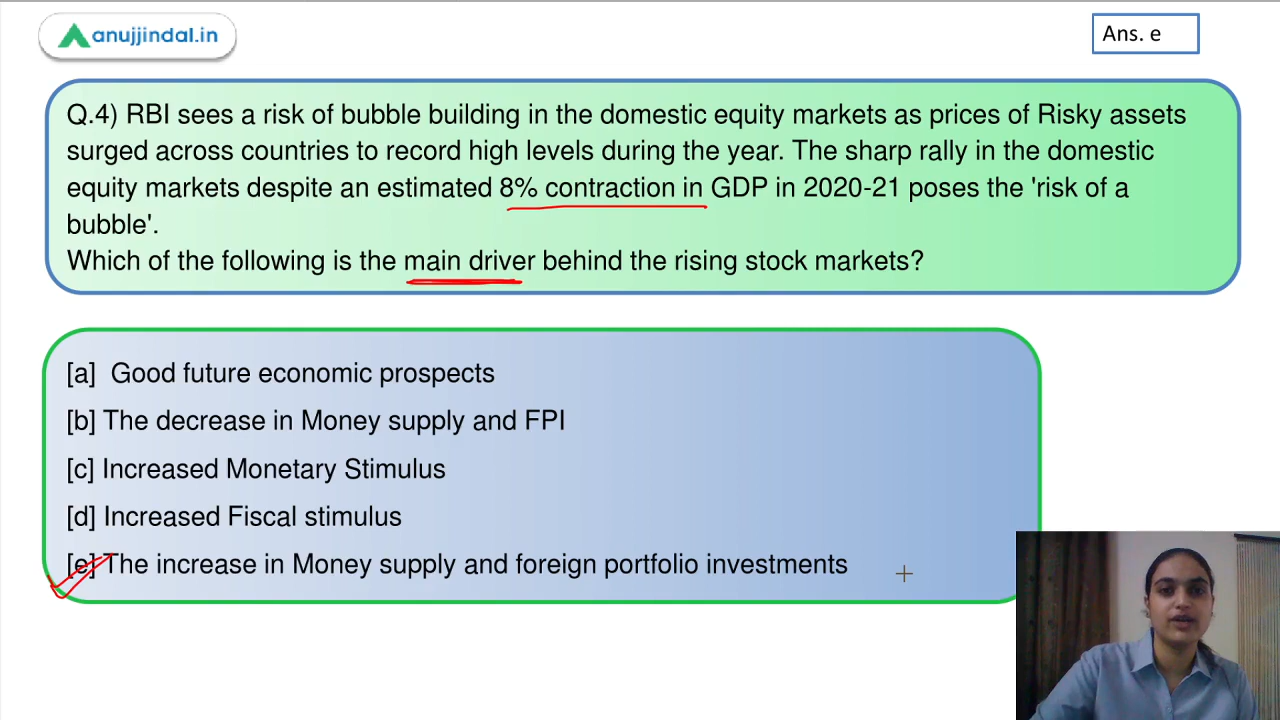 anujjindal.in
Ans. e
Q.4) RBI sees a risk of bubble building in the domestic equity markets as prices of Risky assets
surged across countries to record high levels during the year. The sharp rally in the domestic
equity markets despite an estimated 8% contraction in GDP in 2020-21 poses the 'risk of a
bubble'.
Which of the following is the main driver behind the rising stock markets?
[a] Good future economic prospects
[b] The decrease in Money supply and FPI
[c] Increased Monetary Stimulus
[d] Increased Fiscal stimulus
[e] The increase in Money supply and foreign portfolio investments